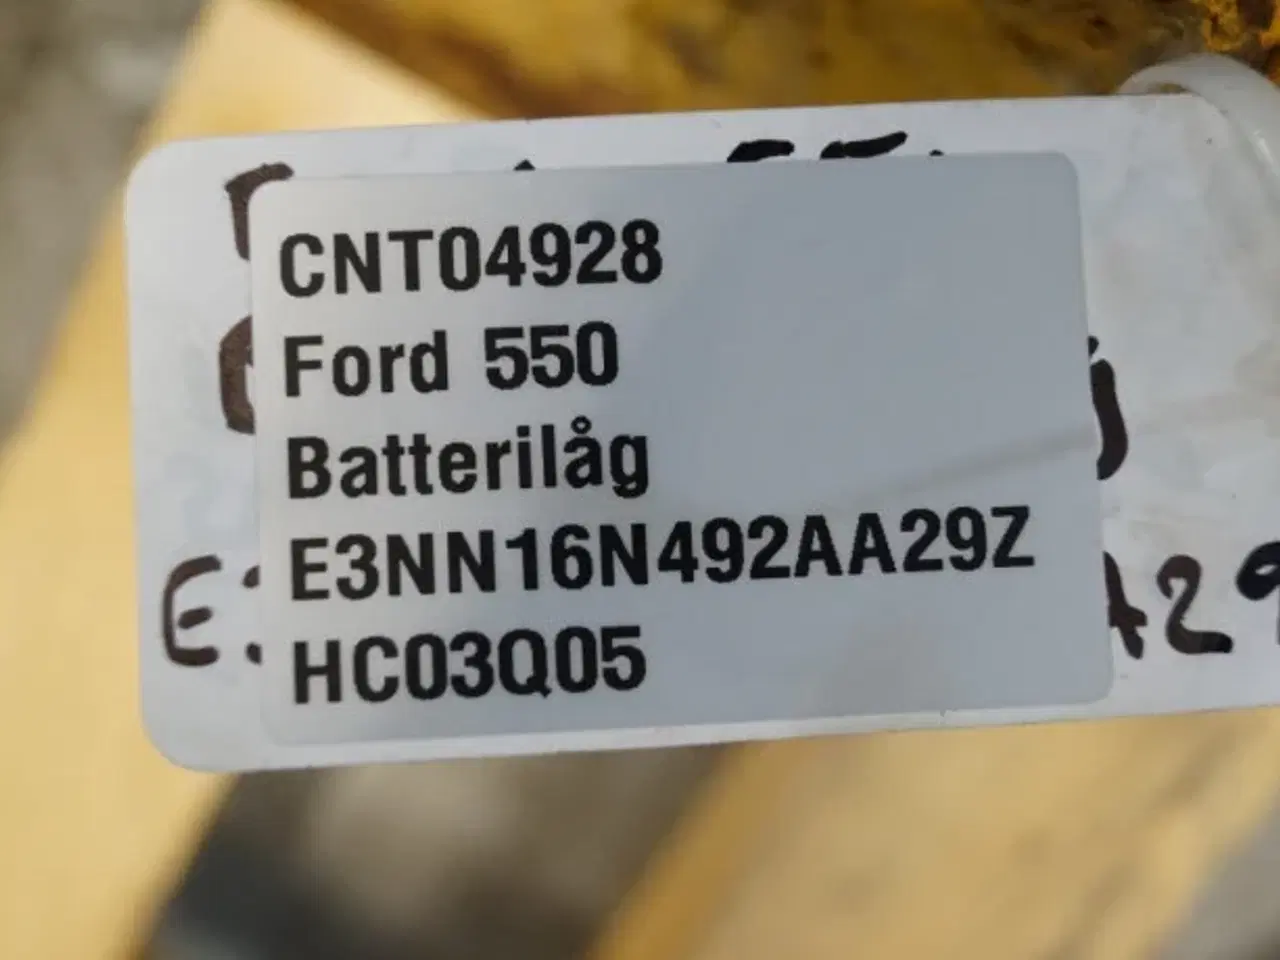 CNT04928
Ford 550
Batterilåg
E3NN16N492AA29Z
HC03Q05